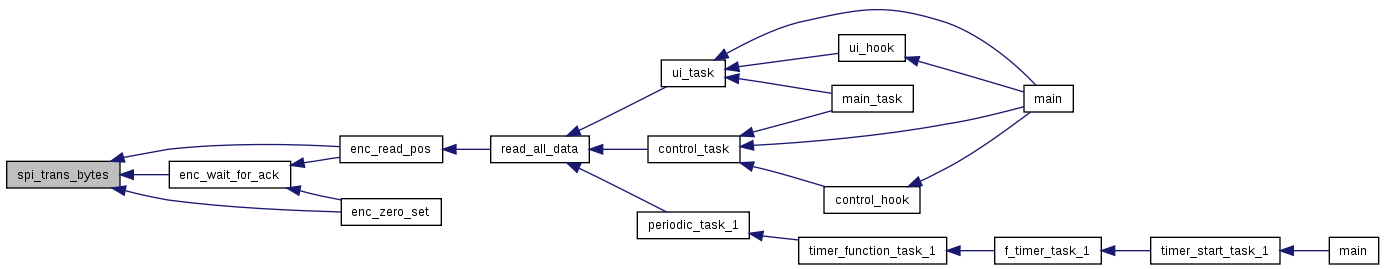 spi_trans_bytes
enc_read_pos
enc_wait_for_ack
enc_zero_set
read_all_data
ui_task
control_task
periodic_task_1
ui_hook
main_task
control_hook
main
timer_function_task_1
f_timer_task_1
timer_start_task_1
main